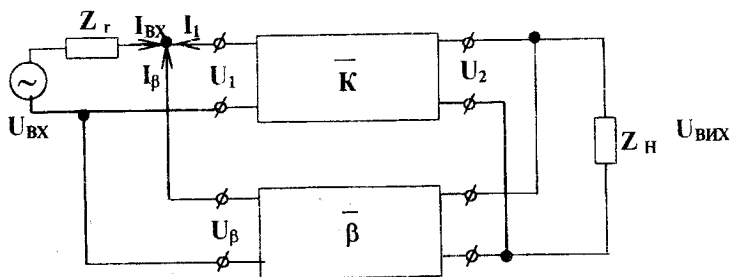 Z г I ВХ I 1
I β U 1 K U 2
~
U ВХ Z Н U ВИХ
U β β